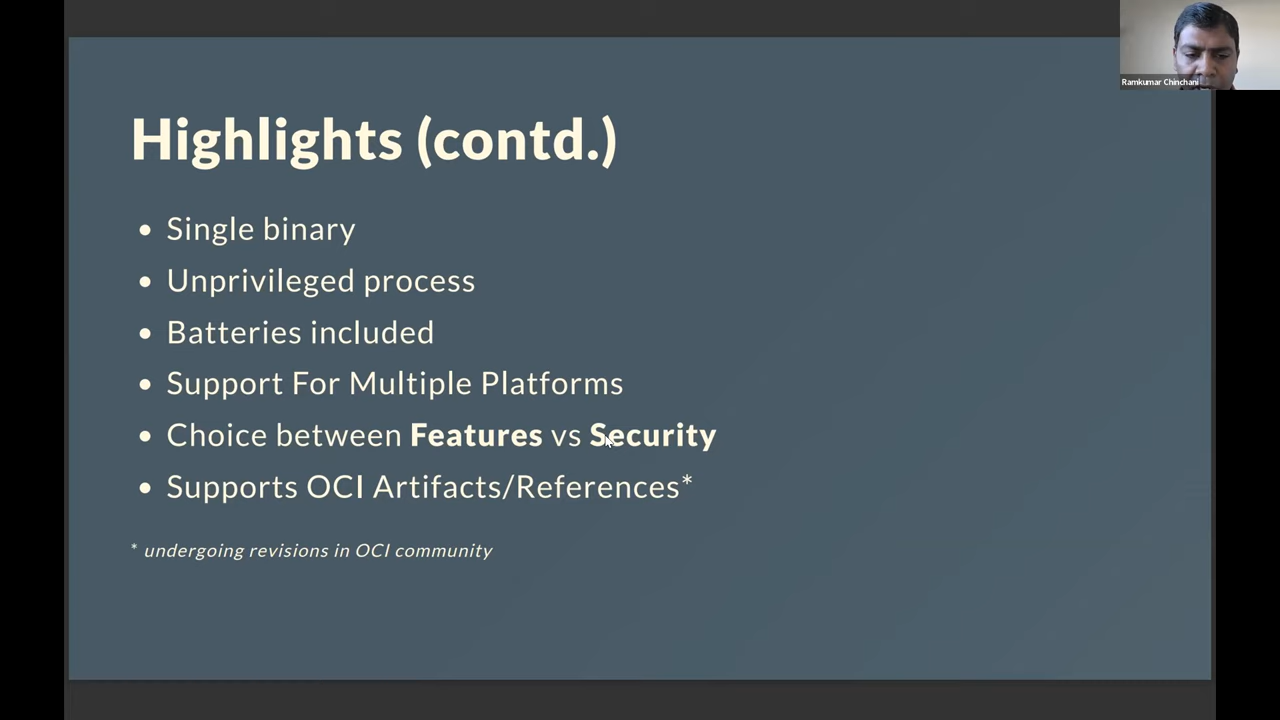 Ramkumar Chinchani
Highlights (contd.)
• Single binary
• Unprivileged process
• Batteries included
• Support For Multiple Platforms
• Choice between Features vs Security
• Supports OCI Artifacts/References*
* undergoing revisions in OCI community